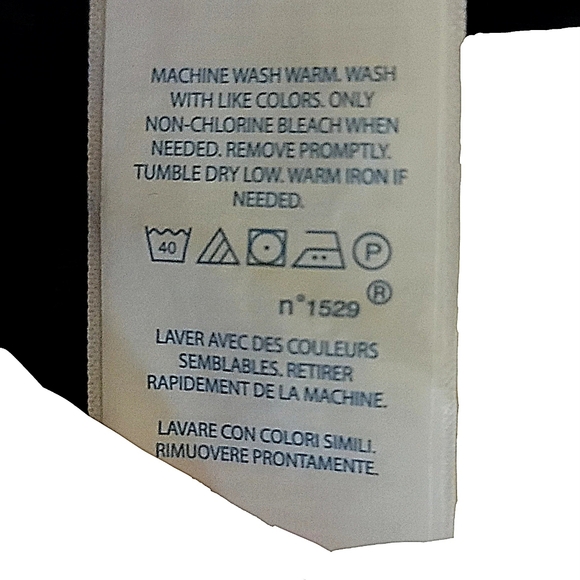 MACHINE WASH WARM. WASH
WITH LIKE COLORS. ONLY
NON-CHLORINE BLEACH WHEN
NEEDED. REMOVE PROMPTLY.
TUMBLE DRY LOW. WARM IRON IF
NEEDED.
40 P
®
n°1529
LAVER AVEC DES COULEURS
SEMBLABLES. RETIRER
RAPIDEMENT DE LA MACHINE.
LAVARE CON COLORI SIMILI.
RIMUOVERE PRONTAMENTE.